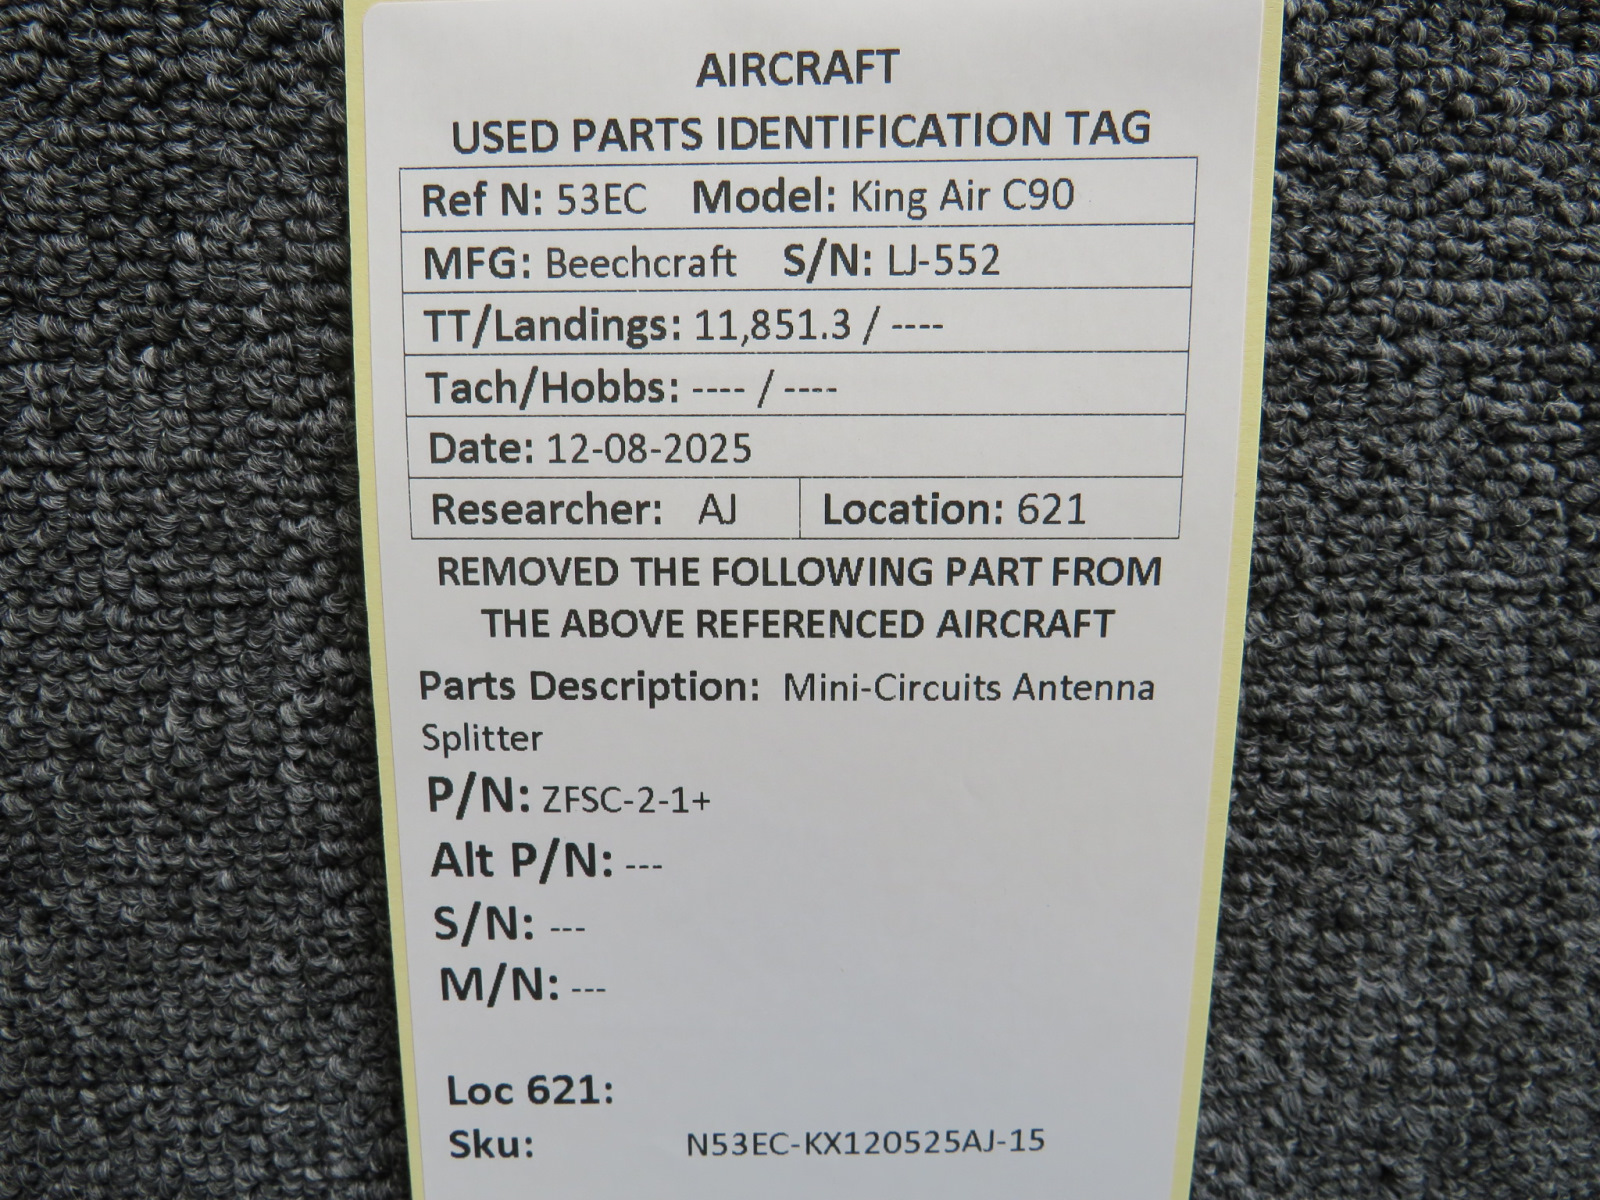 AIRCRAFT
USED PARTS IDENTIFICATION TAG
Ref N: 53EC Model: King Air C90
MFG: Beechcraft S/N: LJ-552
TT/Landings: 11,851.3 / ----
Tach/Hobbs: ---- / ----
Date: 12-08-2025
Researcher: AJ Location: 621
REMOVED THE FOLLOWING PART FROM
THE ABOVE REFERENCED AIRCRAFT
Parts Description: Mini-Circuits Antenna
Splitter
P/N: ZFSC-2-1+
Alt P/N: ---
S/N: ---
M/N: ---
Loc 621:
Sku: N53EC-KX120525AJ-15